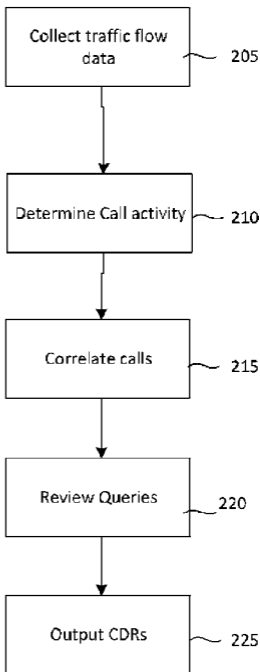 Collect traffic flow
data
205
Determine Call activity
210
Correlate calls
215
Review Queries
220
Output CDRs
225